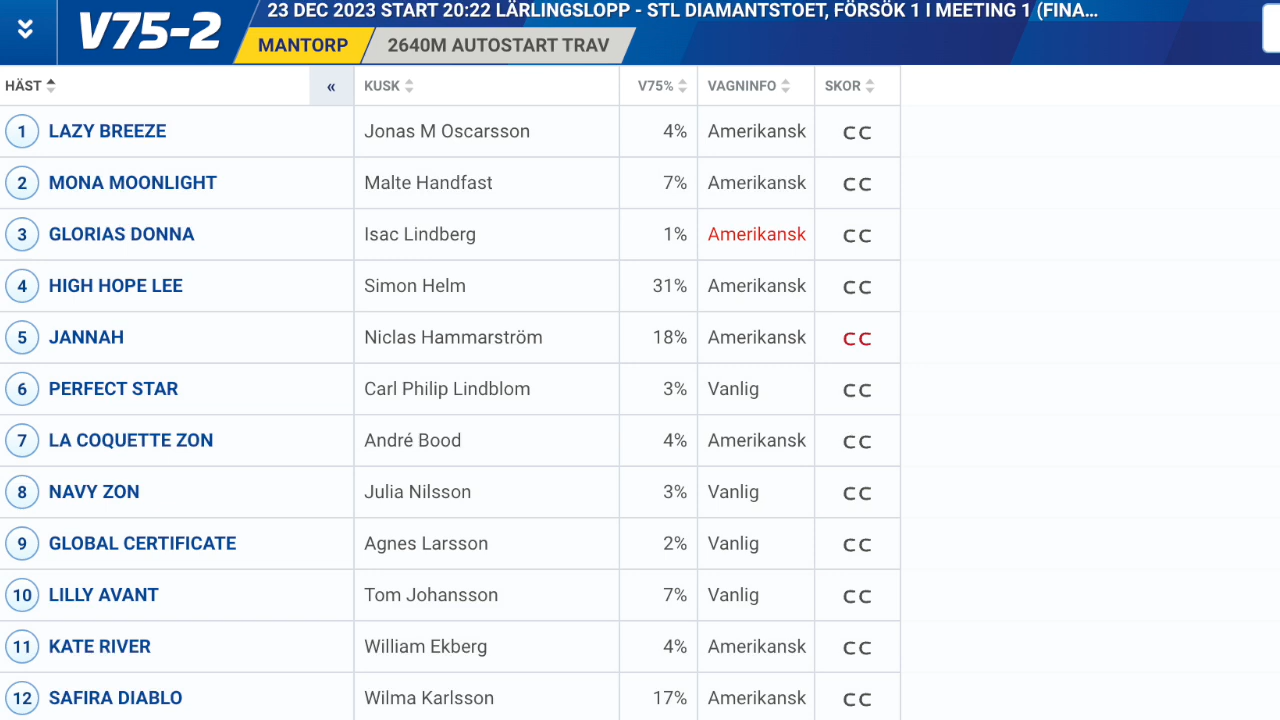 V75-2
23 DEC 2023 START 20:22 LÄRLINGSLOPP - STL DIAMANTSTOET, FÖRSÖK 1 I MEETING 1 (FINA...
MANTORP 2640M AUTOSTART TRAV
HÄST « KUSK V75% VAGNINFO SKOR
1 LAZY BREEZE Jonas M Oscarsson 4% Amerikansk C C
2 MONA MOONLIGHT Malte Handfast 7% Amerikansk C C
3 GLORIAS DONNA Isac Lindberg 1% Amerikansk C C
4 HIGH HOPE LEE Simon Helm 31% Amerikansk C C
5 JANNAH Niclas Hammarström 18% Amerikansk C C
6 PERFECT STAR Carl Philip Lindblom 3% Vanlig C C
7 LA COQUETTE ZON André Bood 4% Amerikansk C C
8 NAVY ZON Julia Nilsson 3% Vanlig C C
9 GLOBAL CERTIFICATE Agnes Larsson 2% Vanlig C C
10 LILLY AVANT Tom Johansson 7% Vanlig C C
11 KATE RIVER William Ekberg 4% Amerikansk C C
12 SAFIRA DIABLO Wilma Karlsson 17% Amerikansk C C